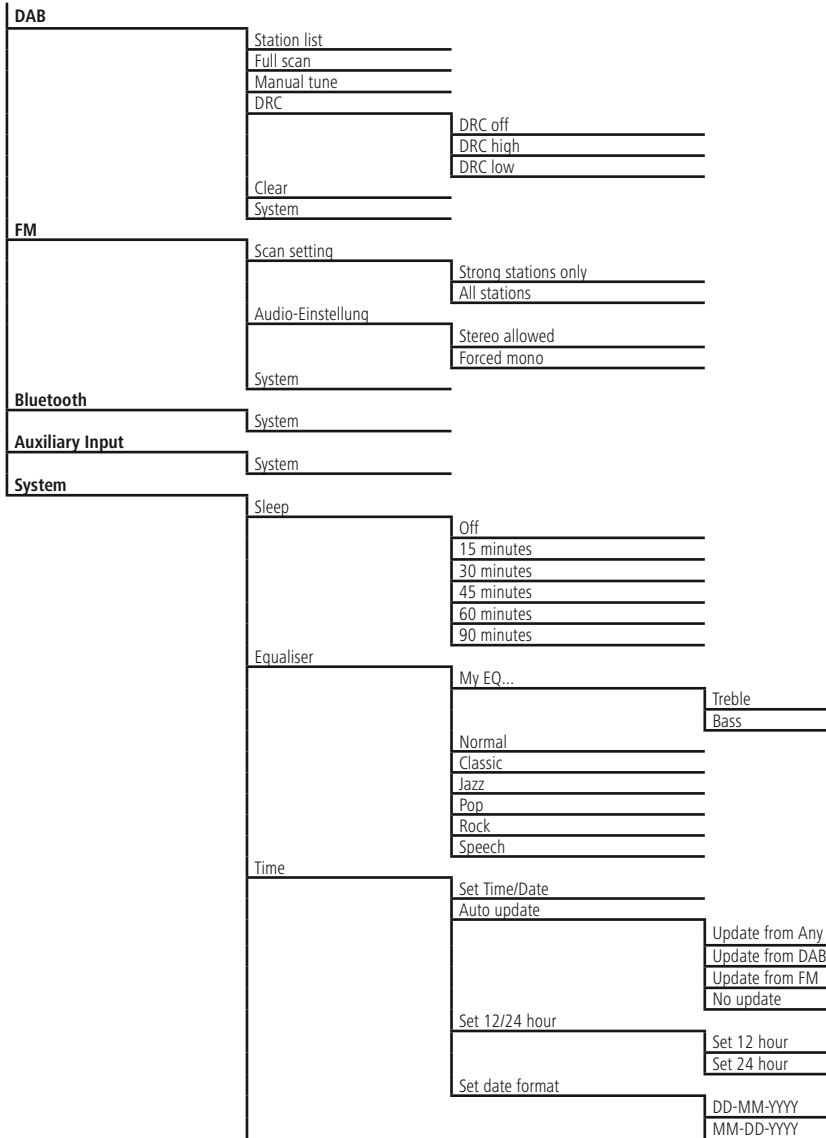 DAB
Station list
Full scan
Manual tune
DRC
DRC off
DRC high
DRC low
Clear
System
FM
Scan setting
Strong stations only
All stations
Audio-Einstellung
Stereo allowed
Forced mono
System
Bluetooth
System
Auxiliary Input
System
System
Sleep
Off
15 minutes
30 minutes
45 minutes
60 minutes
90 minutes
Equaliser
My EQ...
Treble
Bass
Normal
Classic
Jazz
Pop
Rock
Speech
Time
Set Time/Date
Auto update
Update from Any
Update from DAB
Update from FM
No update
Set 12/24 hour
Set 12 hour
Set 24 hour
Set date format
DD-MM-YYYY
MM-DD-YYYY